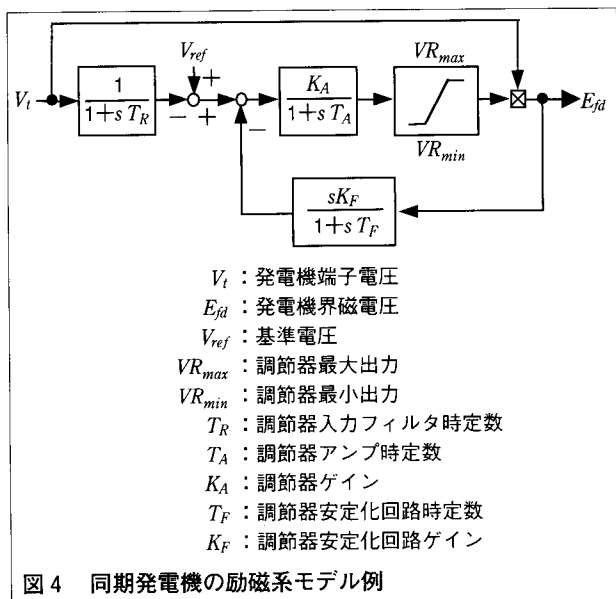 V_ref
VR_max
V_t
1
1+s T_R
+
− +
−
K_A
1+s T_A
E_fd
VR_min
sK_F
1+s T_F
V_t：発電機端子電圧
E_fd：発電機界磁電圧
V_ref：基準電圧
VR_max：調節器最大出力
VR_min：調節器最小出力
T_R：調節器入力フィルタ時定数
T_A：調節器アンプ時定数
K_A：調節器ゲイン
T_F：調節器安定化回路時定数
K_F：調節器安定化回路ゲイン
図4 同期発電機の励磁系モデル例